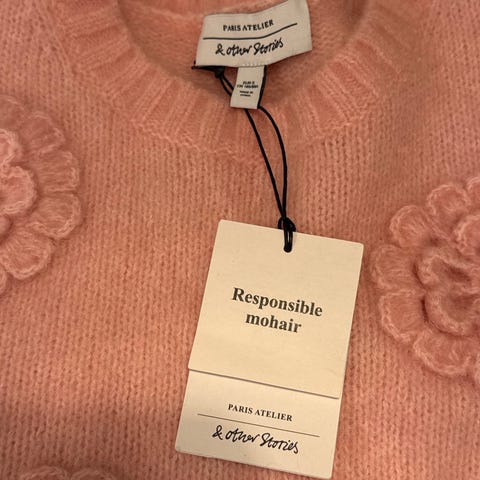 PARIS ATELIER
& other Stories
Responsible
mohair
PARIS ATELIER
& other Stories